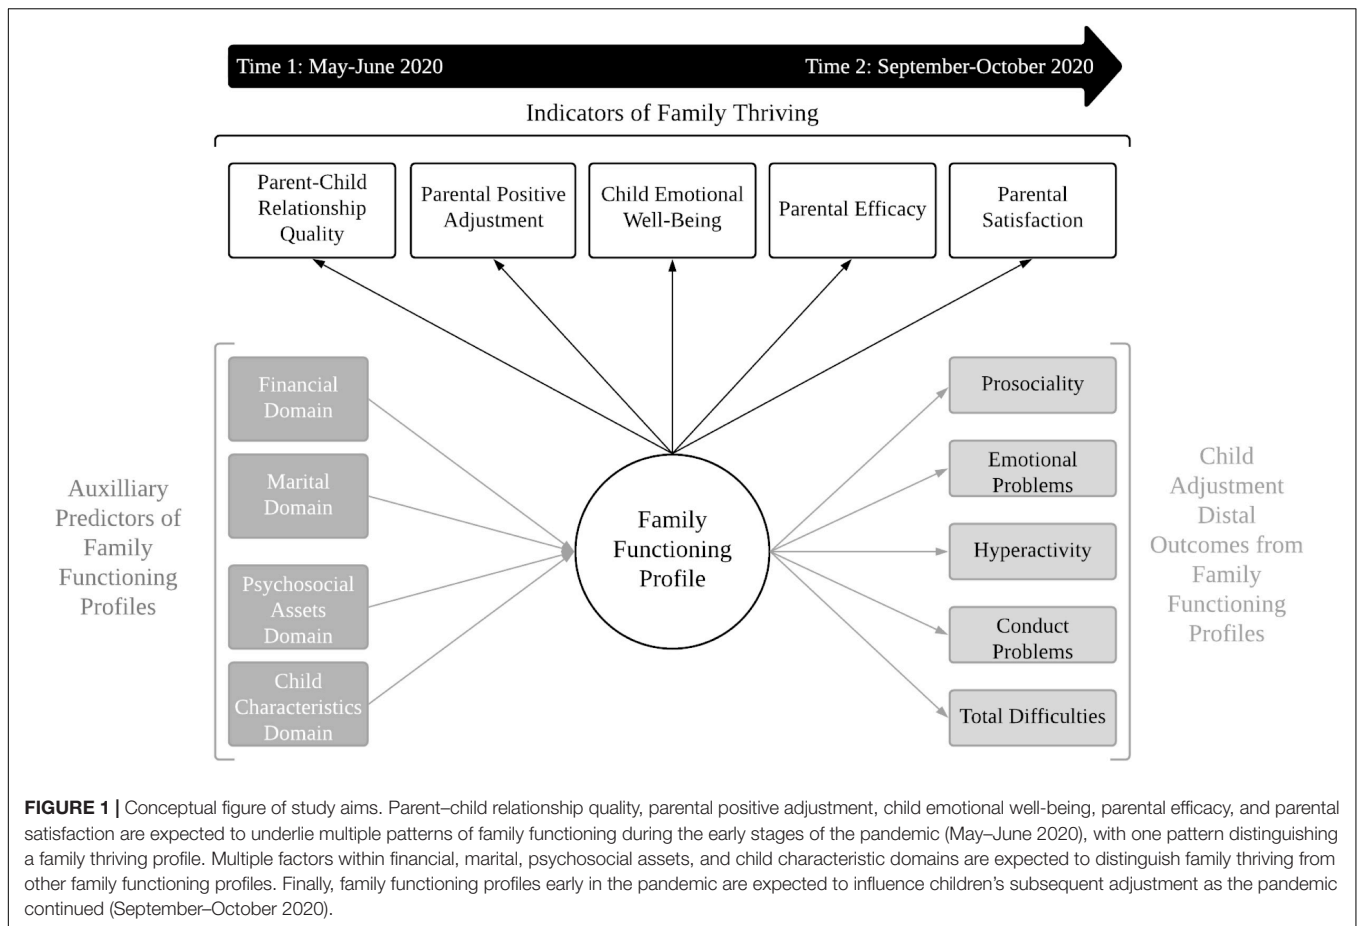 Time 1: May-June 2020
Time 2: September-October 2020
Indicators of Family Thriving
Parent-Child
Relationship
Quality
Parental Positive
Adjustment
Child Emotional
Well-Being
Parental Efficacy
Parental
Satisfaction
Auxilliary
Predictors of
Family
Functioning
Profiles
Financial
Domain
Marital
Domain
Psychosocial
Assets
Domain
Child
Characteristics
Domain
Family
Functioning
Profile
Prosociality
Emotional
Problems
Hyperactivity
Conduct
Problems
Total Difficulties
Child
Adjustment
Distal
Outcomes from
Family
Functioning
Profiles
FIGURE 1 | Conceptual figure of study aims. Parent–child relationship quality, parental positive adjustment, child emotional well-being, parental efficacy, and parental
satisfaction are expected to underlie multiple patterns of family functioning during the early stages of the pandemic (May–June 2020), with one pattern distinguishing
a family thriving profile. Multiple factors within financial, marital, psychosocial assets, and child characteristic domains are expected to distinguish family thriving from
other family functioning profiles. Finally, family functioning profiles early in the pandemic are expected to influence children's subsequent adjustment as the pandemic
continued (September–October 2020).